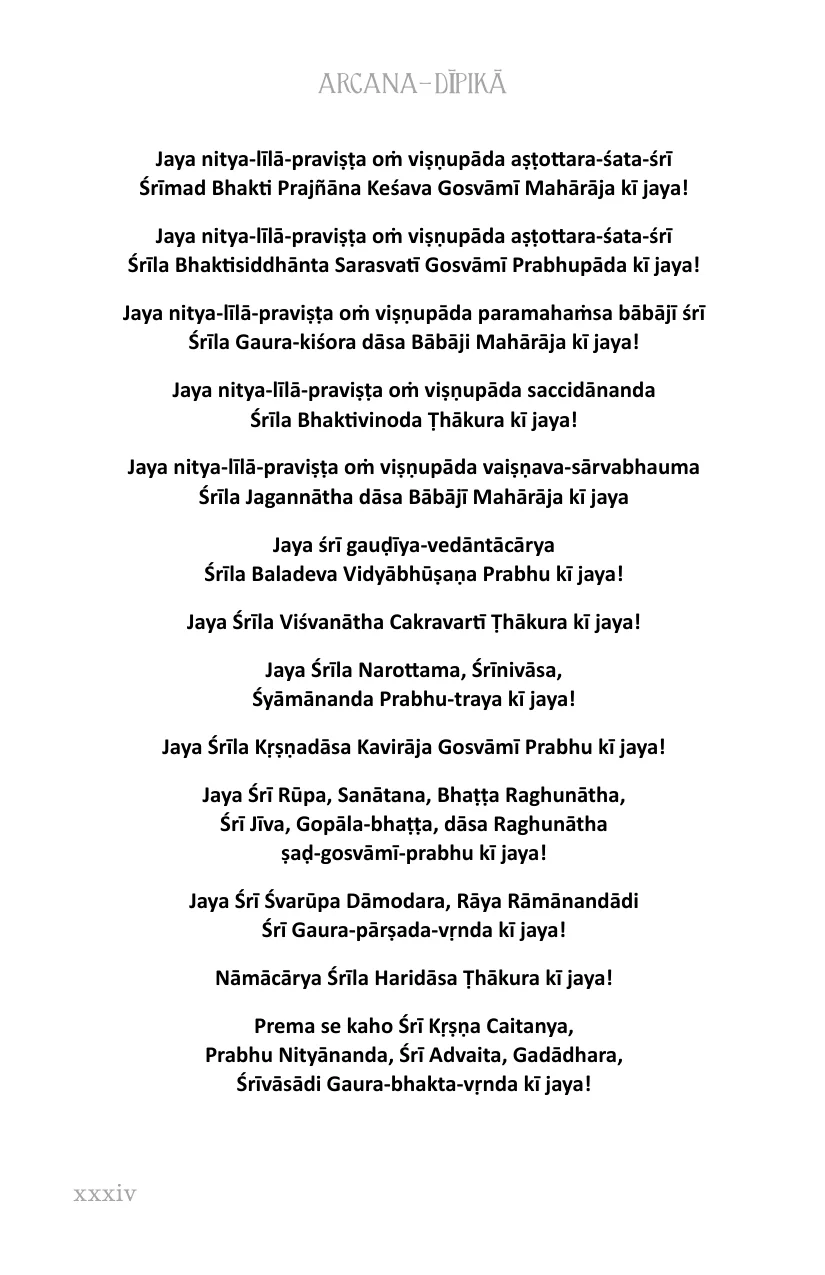 ARCANA–DĪPIKĀ
Jaya nitya-līlā-praviṣṭa oṁ viṣṇupāda aṣṭottara-śata-śrī
Śrīmad Bhakti Prajñāna Keśava Gosvāmī Mahārāja kī jaya!
Jaya nitya-līlā-praviṣṭa oṁ viṣṇupāda aṣṭottara-śata-śrī
Śrīla Bhaktisiddhānta Sarasvatī Gosvāmī Prabhupāda kī jaya!
Jaya nitya-līlā-praviṣṭa oṁ viṣṇupāda paramahaṁsa bābājī śrī
Śrīla Gaura-kiśora dāsa Bābāji Mahārāja kī jaya!
Jaya nitya-līlā-praviṣṭa oṁ viṣṇupāda saccidānanda
Śrīla Bhaktivinoda Ṭhākura kī jaya!
Jaya nitya-līlā-praviṣṭa oṁ viṣṇupāda vaiṣṇava-sārvabhauma
Śrīla Jagannātha dāsa Bābājī Mahārāja kī jaya
Jaya śrī gauḍīya-vedāntācārya
Śrīla Baladeva Vidyābhūṣaṇa Prabhu kī jaya!
Jaya Śrīla Viśvanātha Cakravartī Ṭhākura kī jaya!
Jaya Śrīla Narottama, Śrīnivāsa,
Śyāmānanda Prabhu-traya kī jaya!
Jaya Śrīla Kṛṣṇadāsa Kavirāja Gosvāmī Prabhu kī jaya!
Jaya Śrī Rūpa, Sanātana, Bhaṭṭa Raghunātha,
Śrī Jīva, Gopāla-bhaṭṭa, dāsa Raghunātha
ṣaḍ-gosvāmī-prabhu kī jaya!
Jaya Śrī Śvarūpa Dāmodara, Rāya Rāmānandādi
Śrī Gaura-pārṣada-vṛnda kī jaya!
Nāmācārya Śrīla Haridāsa Ṭhākura kī jaya!
Prema se kaho Śrī Kṛṣṇa Caitanya,
Prabhu Nityānanda, Śrī Advaita, Gadādhara,
Śrīvāsādi Gaura-bhakta-vṛnda kī jaya!
xxxiv